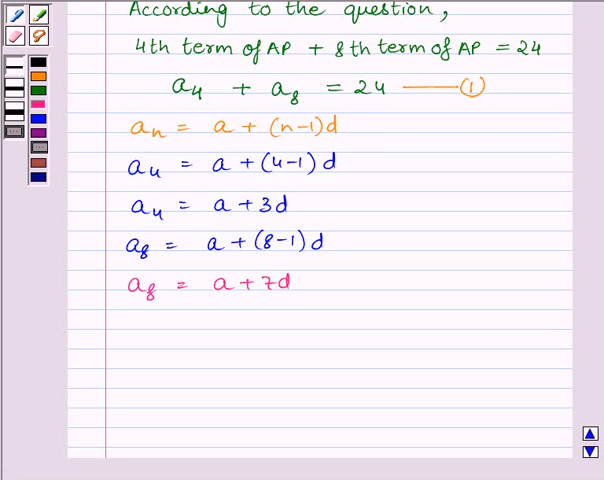 According to the question,
4th term of AP + 8th term of AP = 24
a₄ + a₈ = 24 ——— (1)
aₙ = a + (n-1)d
a₄ = a + (4-1)d
a₄ = a + 3d
a₈ = a + (8-1)d
a₈ = a + 7d